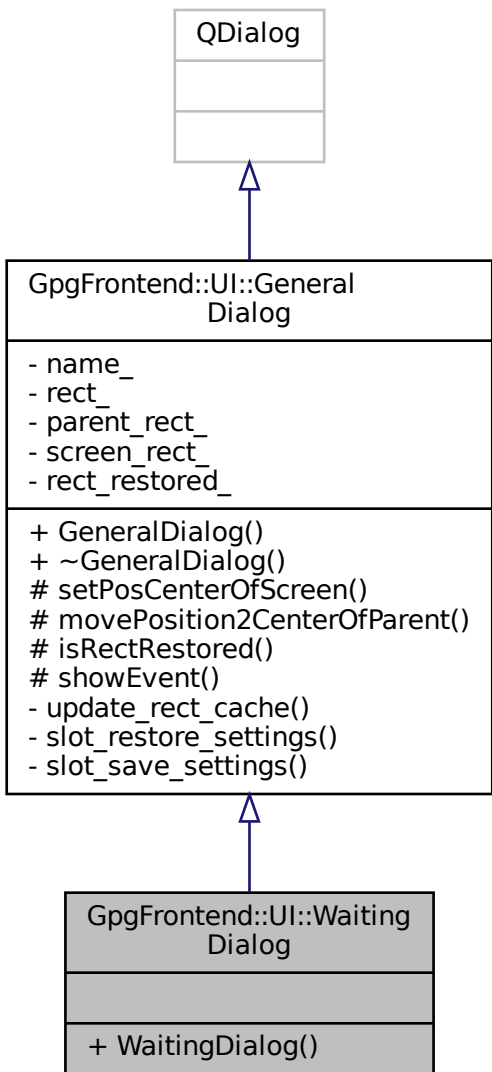 QDialog
GpgFrontend::UI::General
Dialog
- name_
- rect_
- parent_rect_
- screen_rect_
- rect_restored_
+ GeneralDialog()
+ ~GeneralDialog()
# setPosCenterOfScreen()
# movePosition2CenterOfParent()
# isRectRestored()
# showEvent()
- update_rect_cache()
- slot_restore_settings()
- slot_save_settings()
GpgFrontend::UI::Waiting
Dialog
+ WaitingDialog()